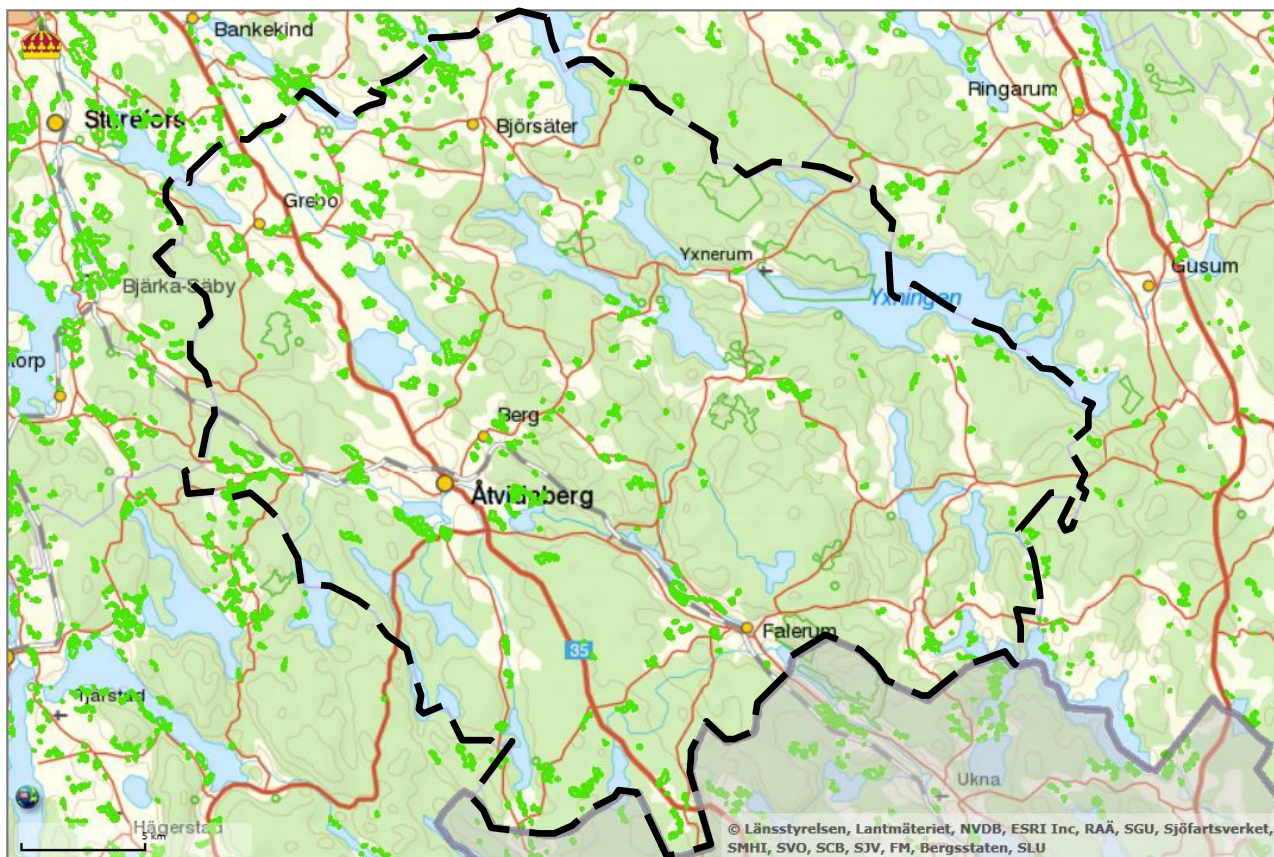 Bankekind
Sturefors
Björsäter
Ringarum
Grebo
Yxnerum
Gusum
Bjärka-Säby
Yxningen
torp
Berg
Åtvidaberg
Falerum
35
Tjärstad
Ukna
Hägerstad
5 km
© Länsstyrelsen, Lantmäteriet, NVDB, ESRI Inc, RAÄ, SGU, Sjöfartsverket,
SMHI, SVO, SCB, SJV, FM, Bergsstaten, SLU